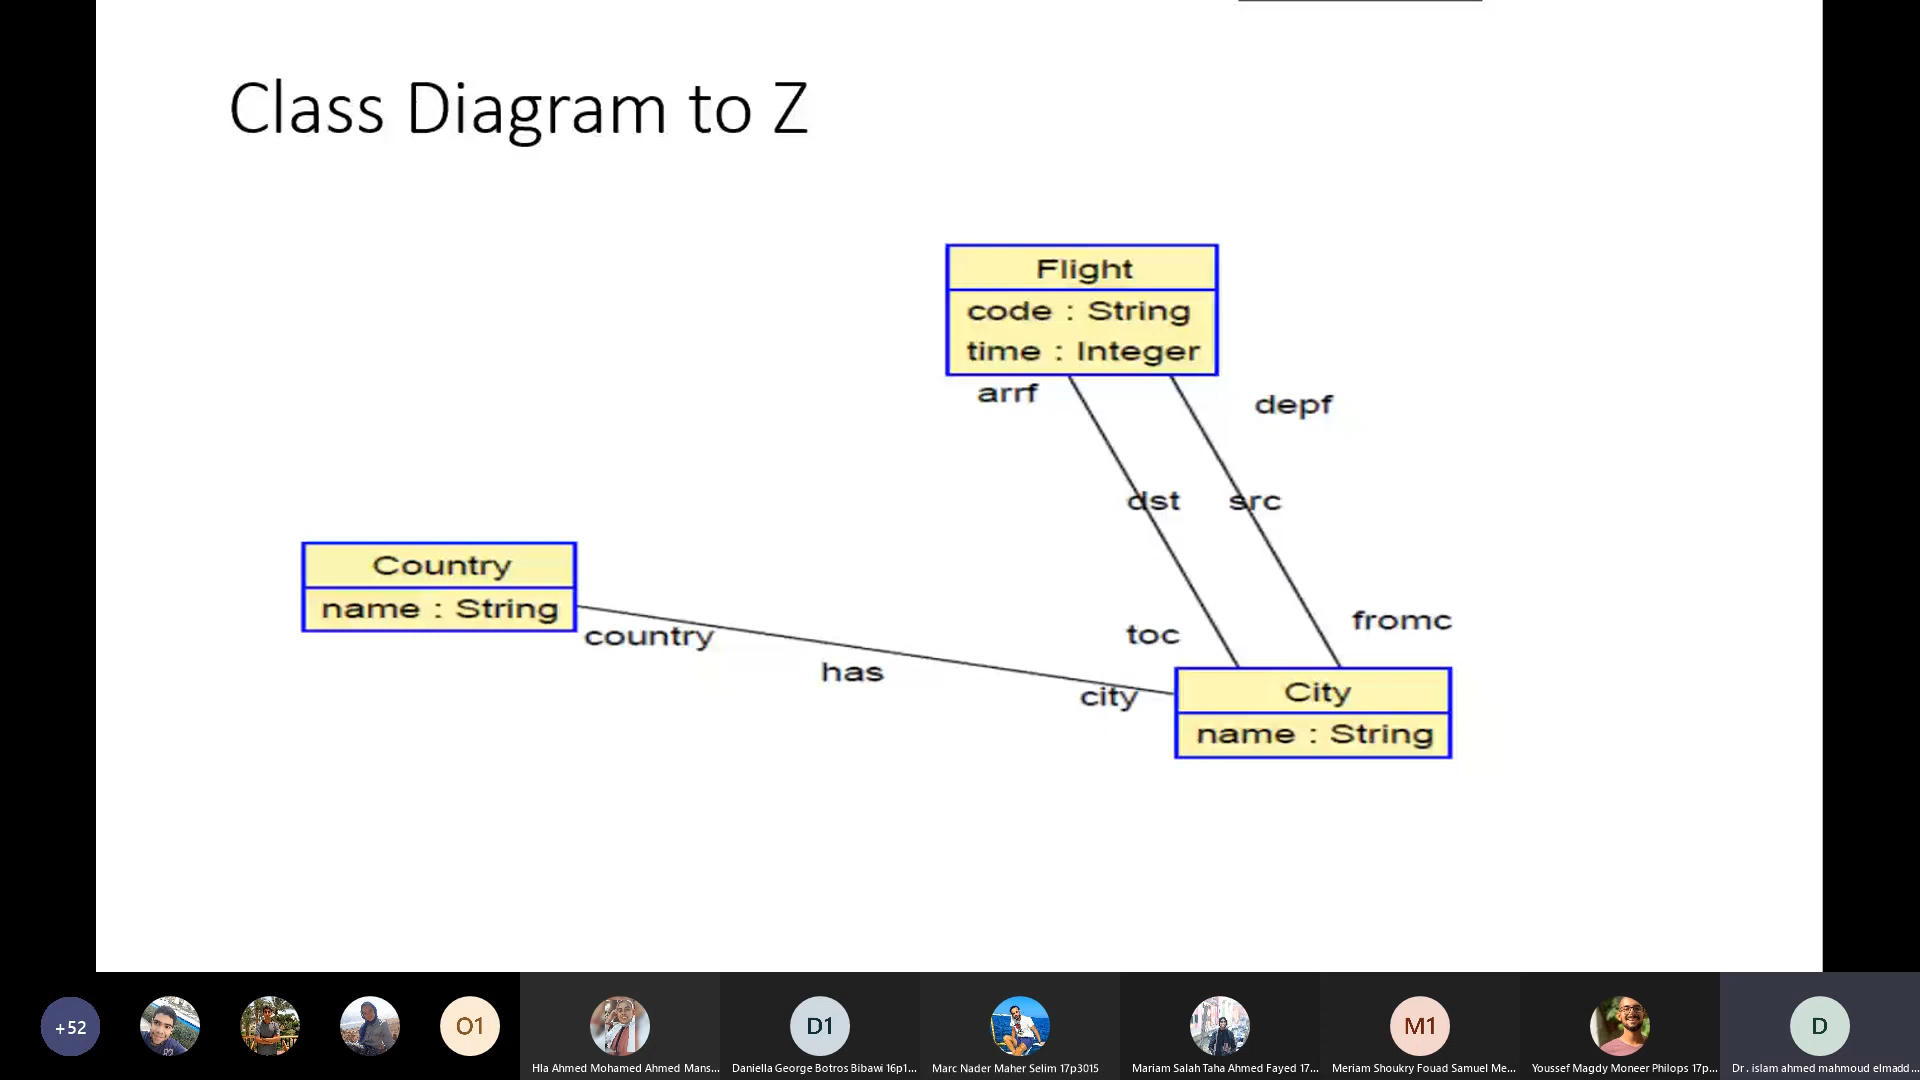 Class Diagram to Z
Flight
code : String
time : Integer
arrf
depf
dst
src
Country
name : String
country
has
toc
fromc
city
City
name : String
+52
O1
D1
M1
D
Hla Ahmed Mohamed Ahmed Mans...
Daniella George Botros Bibawi 16p1...
Marc Nader Maher Selim 17p3015
Mariam Salah Taha Ahmed Fayed 17...
Meriam Shoukry Fouad Samuel Me...
Youssef Magdy Moneer Philops 17p...
Dr. islam ahmed mahmoud elmadd...